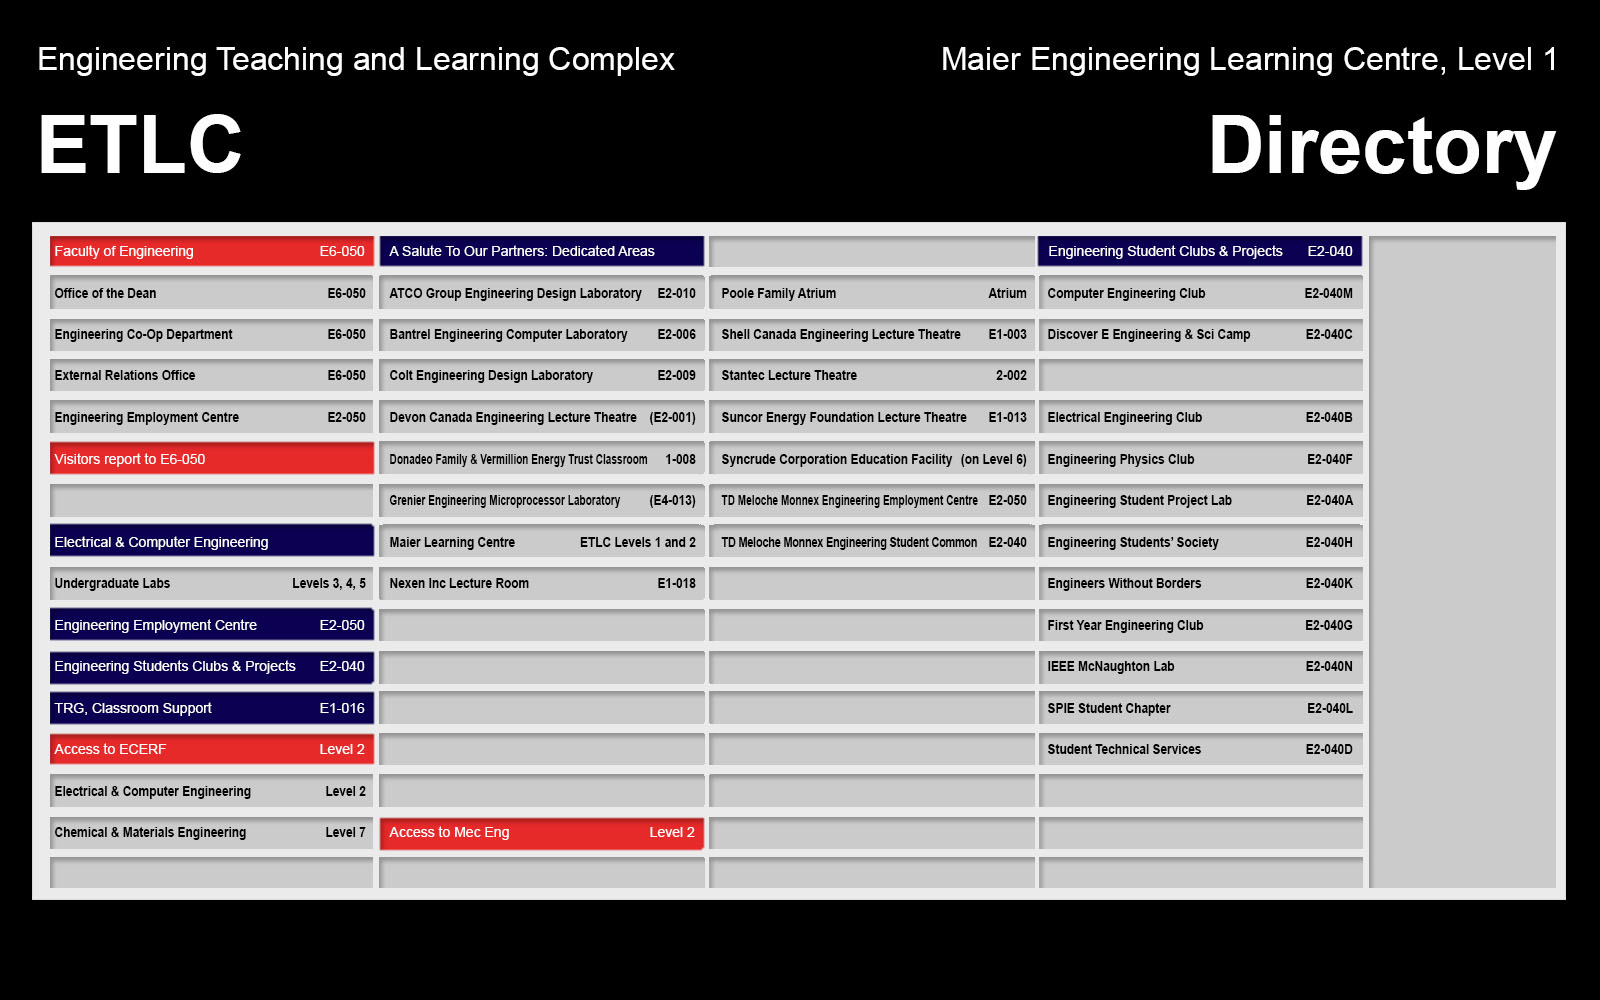 Engineering Teaching and Learning Complex
Maier Engineering Learning Centre, Level 1
ETLC
Directory
Faculty of Engineering E6-050
Office of the Dean E6-050
Engineering Co-Op Department E6-050
External Relations Office E6-050
Engineering Employment Centre E2-050
Visitors report to E6-050
Electrical & Computer Engineering
Undergraduate Labs Levels 3, 4, 5
Engineering Employment Centre E2-050
Engineering Students Clubs & Projects E2-040
TRG, Classroom Support E1-016
Access to ECERF Level 2
Electrical & Computer Engineering Level 2
Chemical & Materials Engineering Level 7
A Salute To Our Partners: Dedicated Areas
ATCO Group Engineering Design Laboratory E2-010
Bantrel Engineering Computer Laboratory E2-006
Colt Engineering Design Laboratory E2-009
Devon Canada Engineering Lecture Theatre (E2-001)
Donadeo Family & Vermillion Energy Trust Classroom 1-008
Grenier Engineering Microprocessor Laboratory (E4-013)
Maier Learning Centre ETLC Levels 1 and 2
Nexen Inc Lecture Room E1-018
Access to Mec Eng Level 2
Poole Family Atrium Atrium
Shell Canada Engineering Lecture Theatre E1-003
Stantec Lecture Theatre 2-002
Suncor Energy Foundation Lecture Theatre E1-013
Syncrude Corporation Education Facility (on Level 6)
TD Meloche Monnex Engineering Employment Centre E2-050
TD Meloche Monnex Engineering Student Common E2-040
Engineering Student Clubs & Projects E2-040
Computer Engineering Club E2-040M
Discover E Engineering & Sci Camp E2-040C
Electrical Engineering Club E2-040B
Engineering Physics Club E2-040F
Engineering Student Project Lab E2-040A
Engineering Students’ Society E2-040H
Engineers Without Borders E2-040K
First Year Engineering Club E2-040G
IEEE McNaughton Lab E2-040N
SPIE Student Chapter E2-040L
Student Technical Services E2-040D